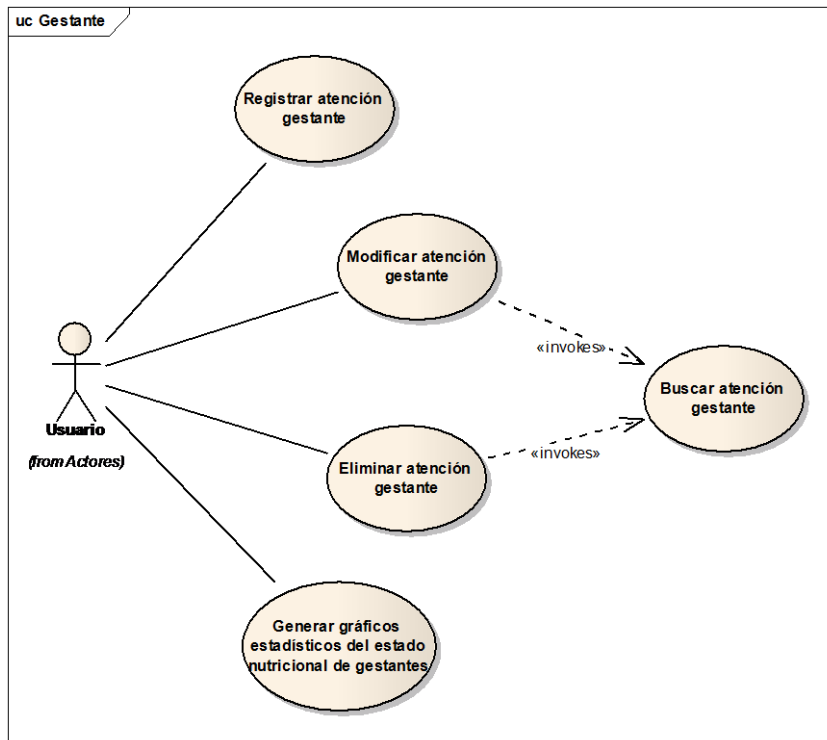 uc Gestante
Registrar atención
gestante
Modificar atención
gestante
«invokes»
Buscar atención
gestante
Usuario
(from Actores)
Eliminar atención
gestante
«invokes»
Generar gráficos
estadísticos del estado
nutricional de gestantes